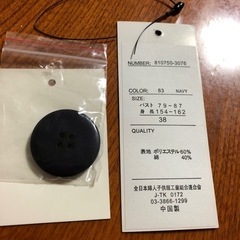 NUMBER: 819750-3076
COLOR: 83 NAVY
SIZE:
バスト 79~87
身長 154~162
38
QUALITY
表地 ポリエステル 60%
綿 40%
全日本婦人子供服工業組合連合会
J-TK 0172
03-3866-1299
中国製